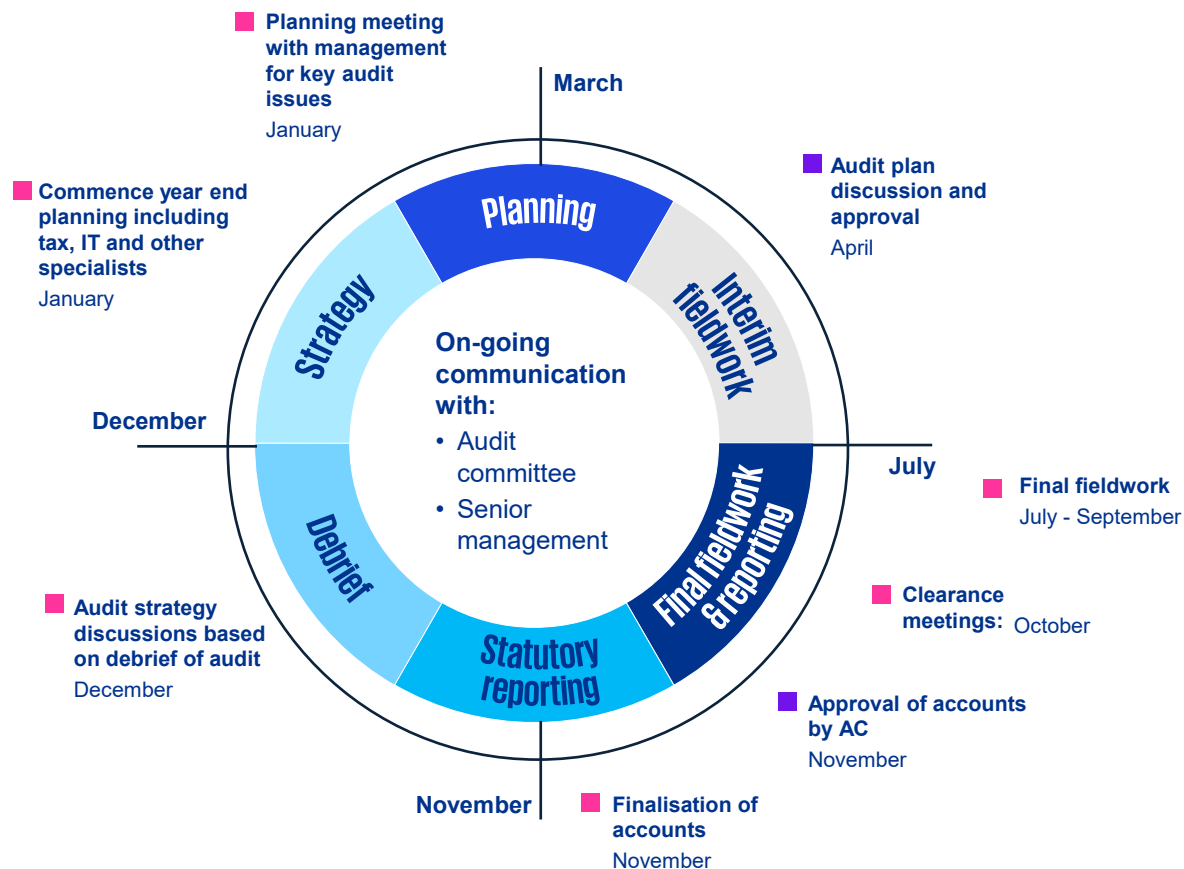 Planning meeting
with management
for key audit
issues
January
March
Audit plan
discussion and
approval
April
Commence year end
planning including
tax, IT and other
specialists
January
Planning
Strategy
Interim
fieldwork
On-going
communication
with:
• Audit
committee
• Senior
management
December
July
Final fieldwork
July - September
Debrief
Final fieldwork
& reporting
Statutory
reporting
Clearance
meetings: October
Audit strategy
discussions based
on debrief of audit
December
Approval of accounts
by AC
November
November
Finalisation of
accounts
November